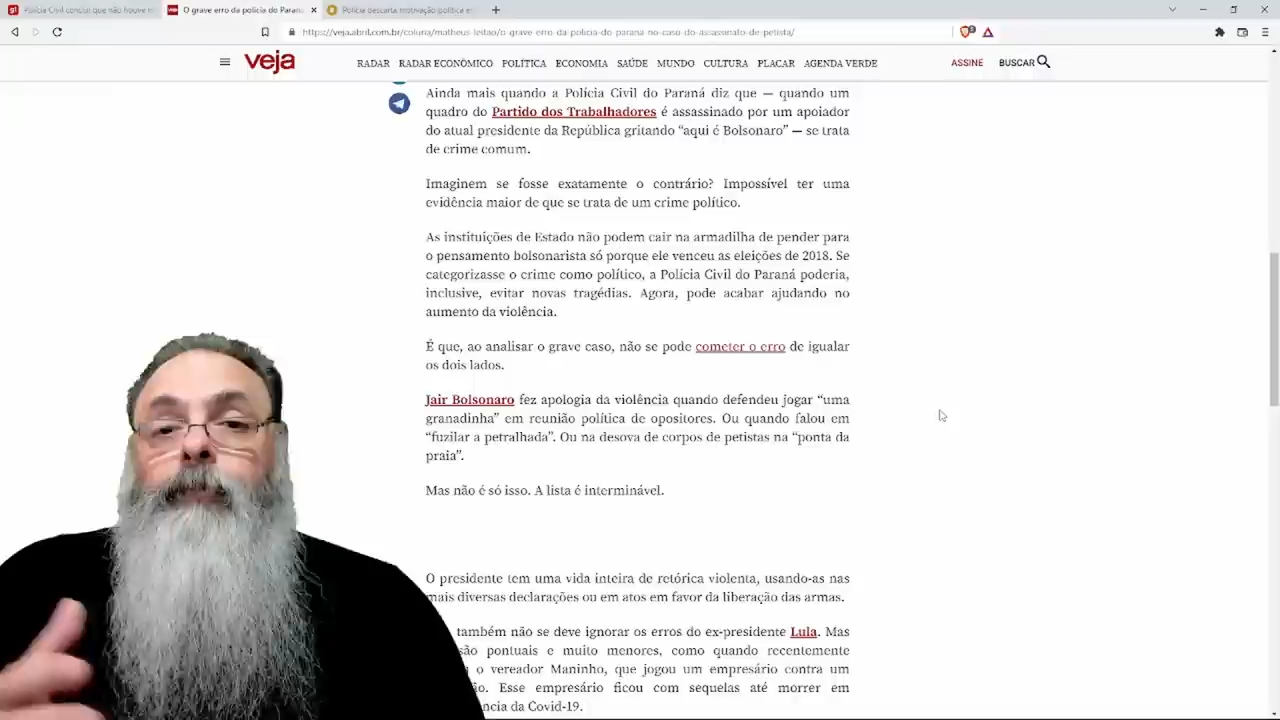 Polícia Civil conclui que não houve m
O grave erro da polícia do Paraná
Polícia descarta motivação política e
https://veja.abril.com.br/coluna/matheus-leitao/o-grave-erro-da-policia-do-parana-no-caso-do-assassinato-de-petista/
veja
RADAR RADAR ECONÔMICO POLÍTICA ECONOMIA SAÚDE MUNDO CULTURA PLACAR AGENDA VERDE
ASSINE BUSCAR
Ainda mais quando a Polícia Civil do Paraná diz que — quando um
quadro do Partido dos Trabalhadores é assassinado por um apoiador
do atual presidente da República gritando “aqui é Bolsonaro” — se trata
de crime comum.
Imaginem se fosse exatamente o contrário? Impossível ter uma
evidência maior de que se trata de um crime político.
As instituições de Estado não podem cair na armadilha de pender para
o pensamento bolsonarista só porque ele venceu as eleições de 2018. Se
categorizasse o crime como político, a Polícia Civil do Paraná poderia,
inclusive, evitar novas tragédias. Agora, pode acabar ajudando no
aumento da violência.
É que, ao analisar o grave caso, não se pode cometer o erro de igualar
os dois lados.
Jair Bolsonaro fez apologia da violência quando defendeu jogar “uma
granadinha” em reunião política de opositores. Ou quando falou em
“fuzilar a petralhada”. Ou na desova de corpos de petistas na “ponta da
praia”.
Mas não é só isso. A lista é interminável.
O presidente tem uma vida inteira de retórica violenta, usando-as nas
mais diversas declarações ou em atos em favor da liberação das armas.
também não se deve ignorar os erros do ex-presidente Lula. Mas
são pontuais e muito menores, como quando recentemente
o vereador Maninho, que jogou um empresário contra um
Esse empresário ficou com sequelas até morrer em
da Covid-19.